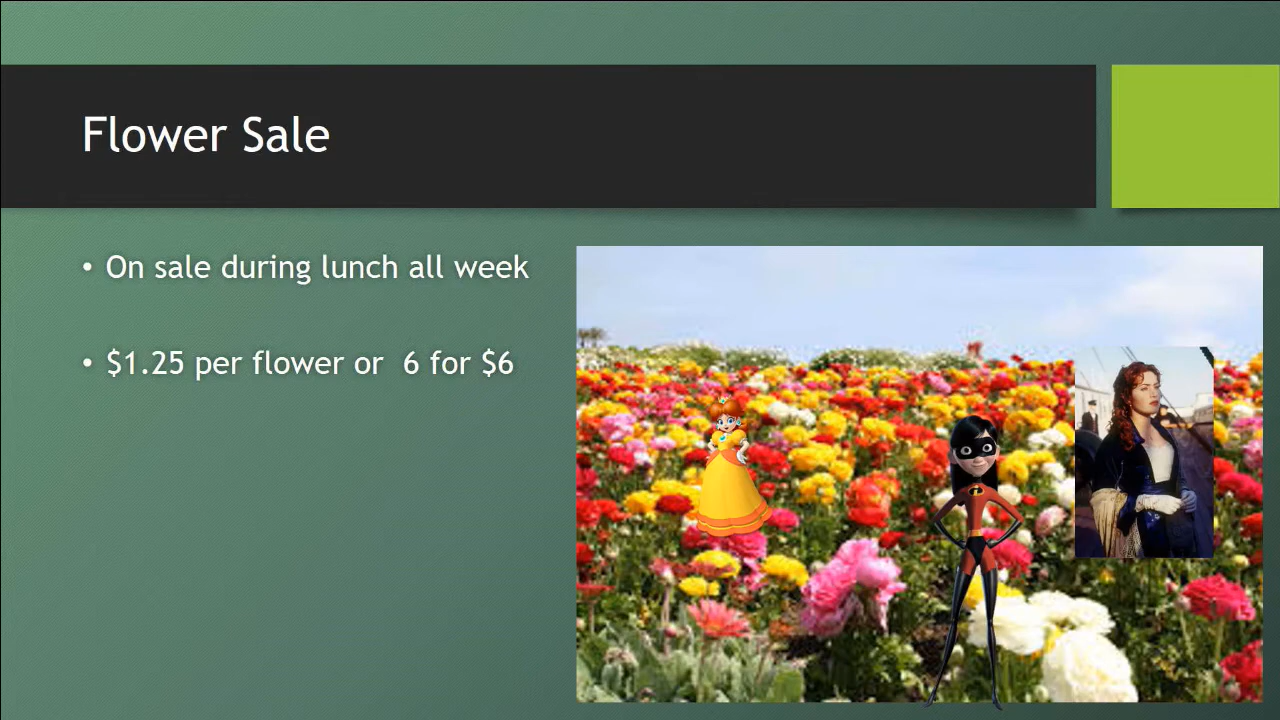 Flower Sale
• On sale during lunch all week
• $1.25 per flower or  6 for $6